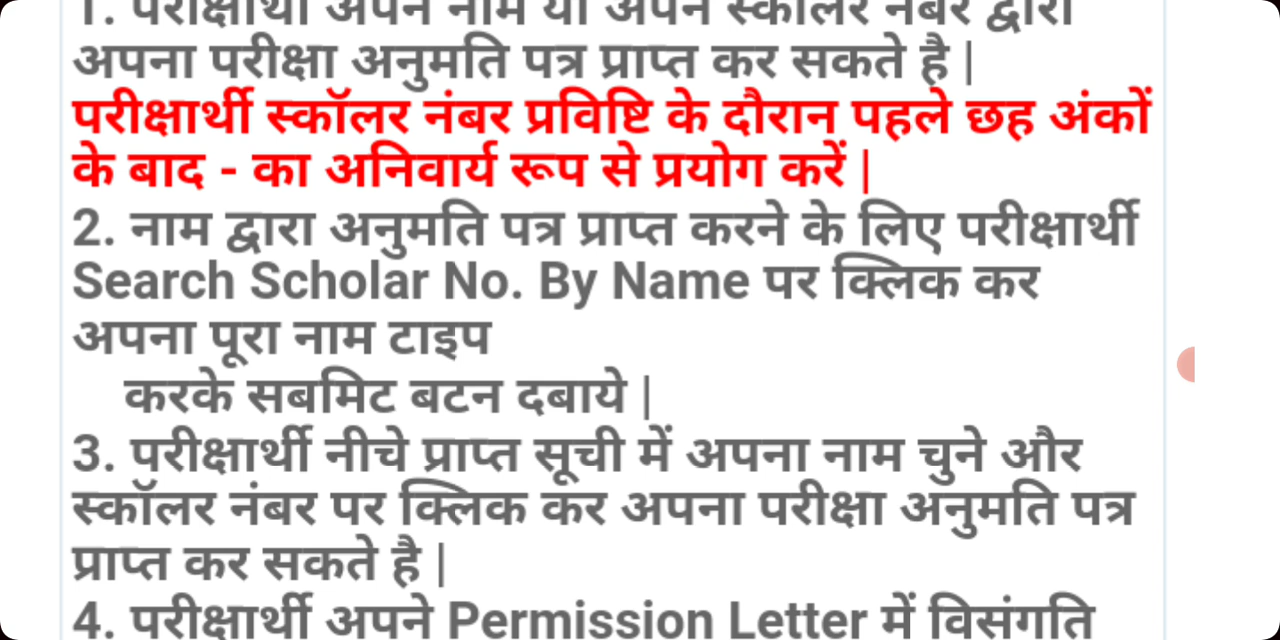 1. परीक्षार्थी अपने नाम या अपने स्कॉलर नंबर द्वारा
अपना परीक्षा अनुमति पत्र प्राप्त कर सकते है |
परीक्षार्थी स्कॉलर नंबर प्रविष्टि के दौरान पहले छह अंकों
के बाद - का अनिवार्य रूप से प्रयोग करें |
2. नाम द्वारा अनुमति पत्र प्राप्त करने के लिए परीक्षार्थी
Search Scholar No. By Name पर क्लिक कर
अपना पूरा नाम टाइप
करके सबमिट बटन दबाये |
3. परीक्षार्थी नीचे प्राप्त सूची में अपना नाम चुने और
स्कॉलर नंबर पर क्लिक कर अपना परीक्षा अनुमति पत्र
प्राप्त कर सकते है |
4. परीक्षार्थी अपने Permission Letter में विसंगति